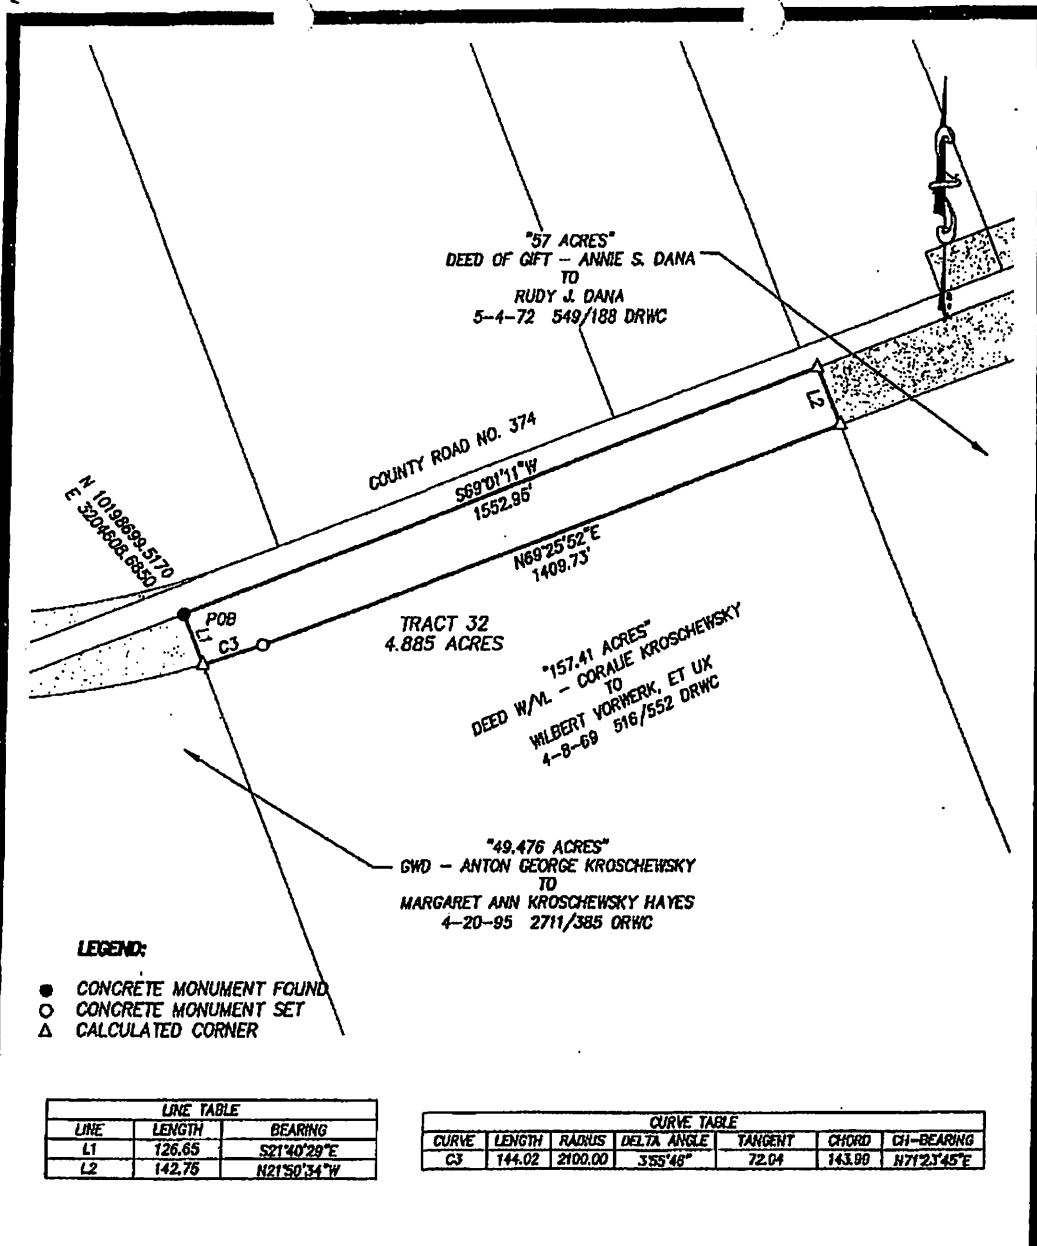 "57 ACRES"
DEED OF GIFT - ANNIE S. DANA
TO
RUDY J. DANA
5-4-72 549/188 DRWC
COUNTY ROAD NO. 374
S69°01'11"W
1552.95'
L2
N 10198699.5170
E 3204608.6850
N69°25'52"E
1409.73'
POB
L1
C3
TRACT 32
4.885 ACRES
"157.41 ACRES"
DEED W/VL - CORALIE KROSCHEWSKY
TO
WILBERT VORWERK, ET UX
4-8-69 516/552 DRWC
"49.476 ACRES"
GWD - ANTON GEORGE KROSCHEWSKY
TO
MARGARET ANN KROSCHEWSKY HAYES
4-20-95 2711/385 ORWC
LEGEND:
CONCRETE MONUMENT FOUND
CONCRETE MONUMENT SET
CALCULATED CORNER
LINE TABLE
LINE LENGTH BEARING
L1 126.65 S21°40'29"E
L2 142.75 N21°50'34"W
CURVE TABLE
CURVE LENGTH RADIUS DELTA ANGLE TANGENT CHORD CH-BEARING
C3 144.02 2100.00 3°55'46" 72.04 143.99 N71°23'45"E